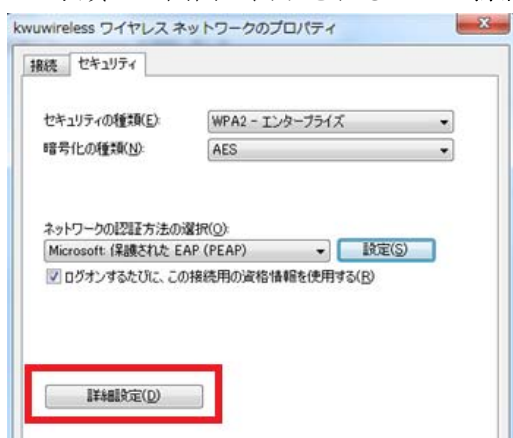 kwuwireless ワイヤレス ネットワークのプロパティ
接続 セキュリティ
セキュリティの種類(E): WPA2 - エンタープライズ
暗号化の種類(N): AES
ネットワークの認証方法の選択(O):
Microsoft: 保護された EAP (PEAP) 設定(S)
ログオンするたびに、この接続用の資格情報を使用する(R)
詳細設定(D)